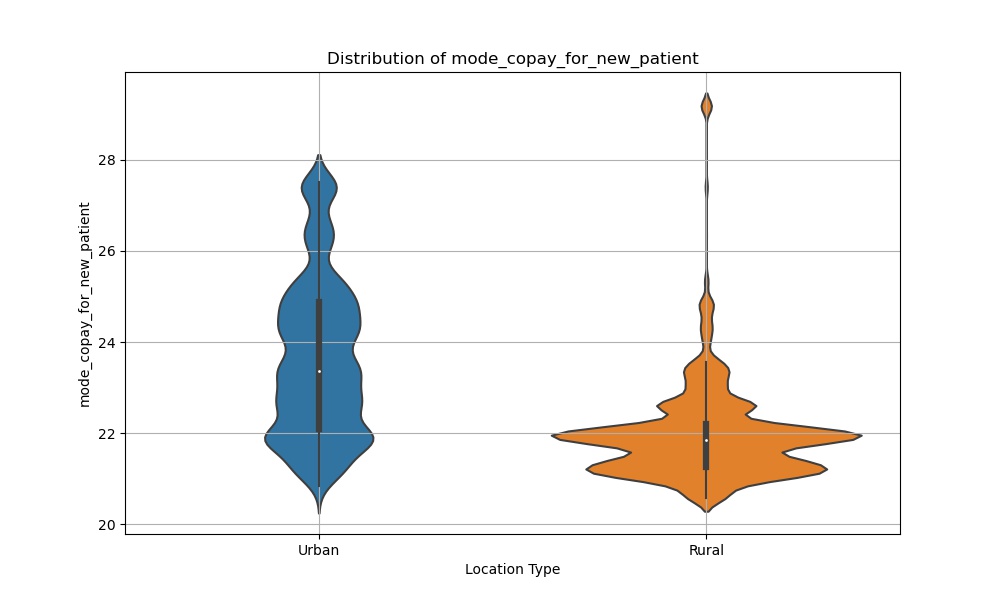 Distribution of mode_copay_for_new_patient
mode_copay_for_new_patient
28
26
24
22
20
Urban
Rural
Location Type